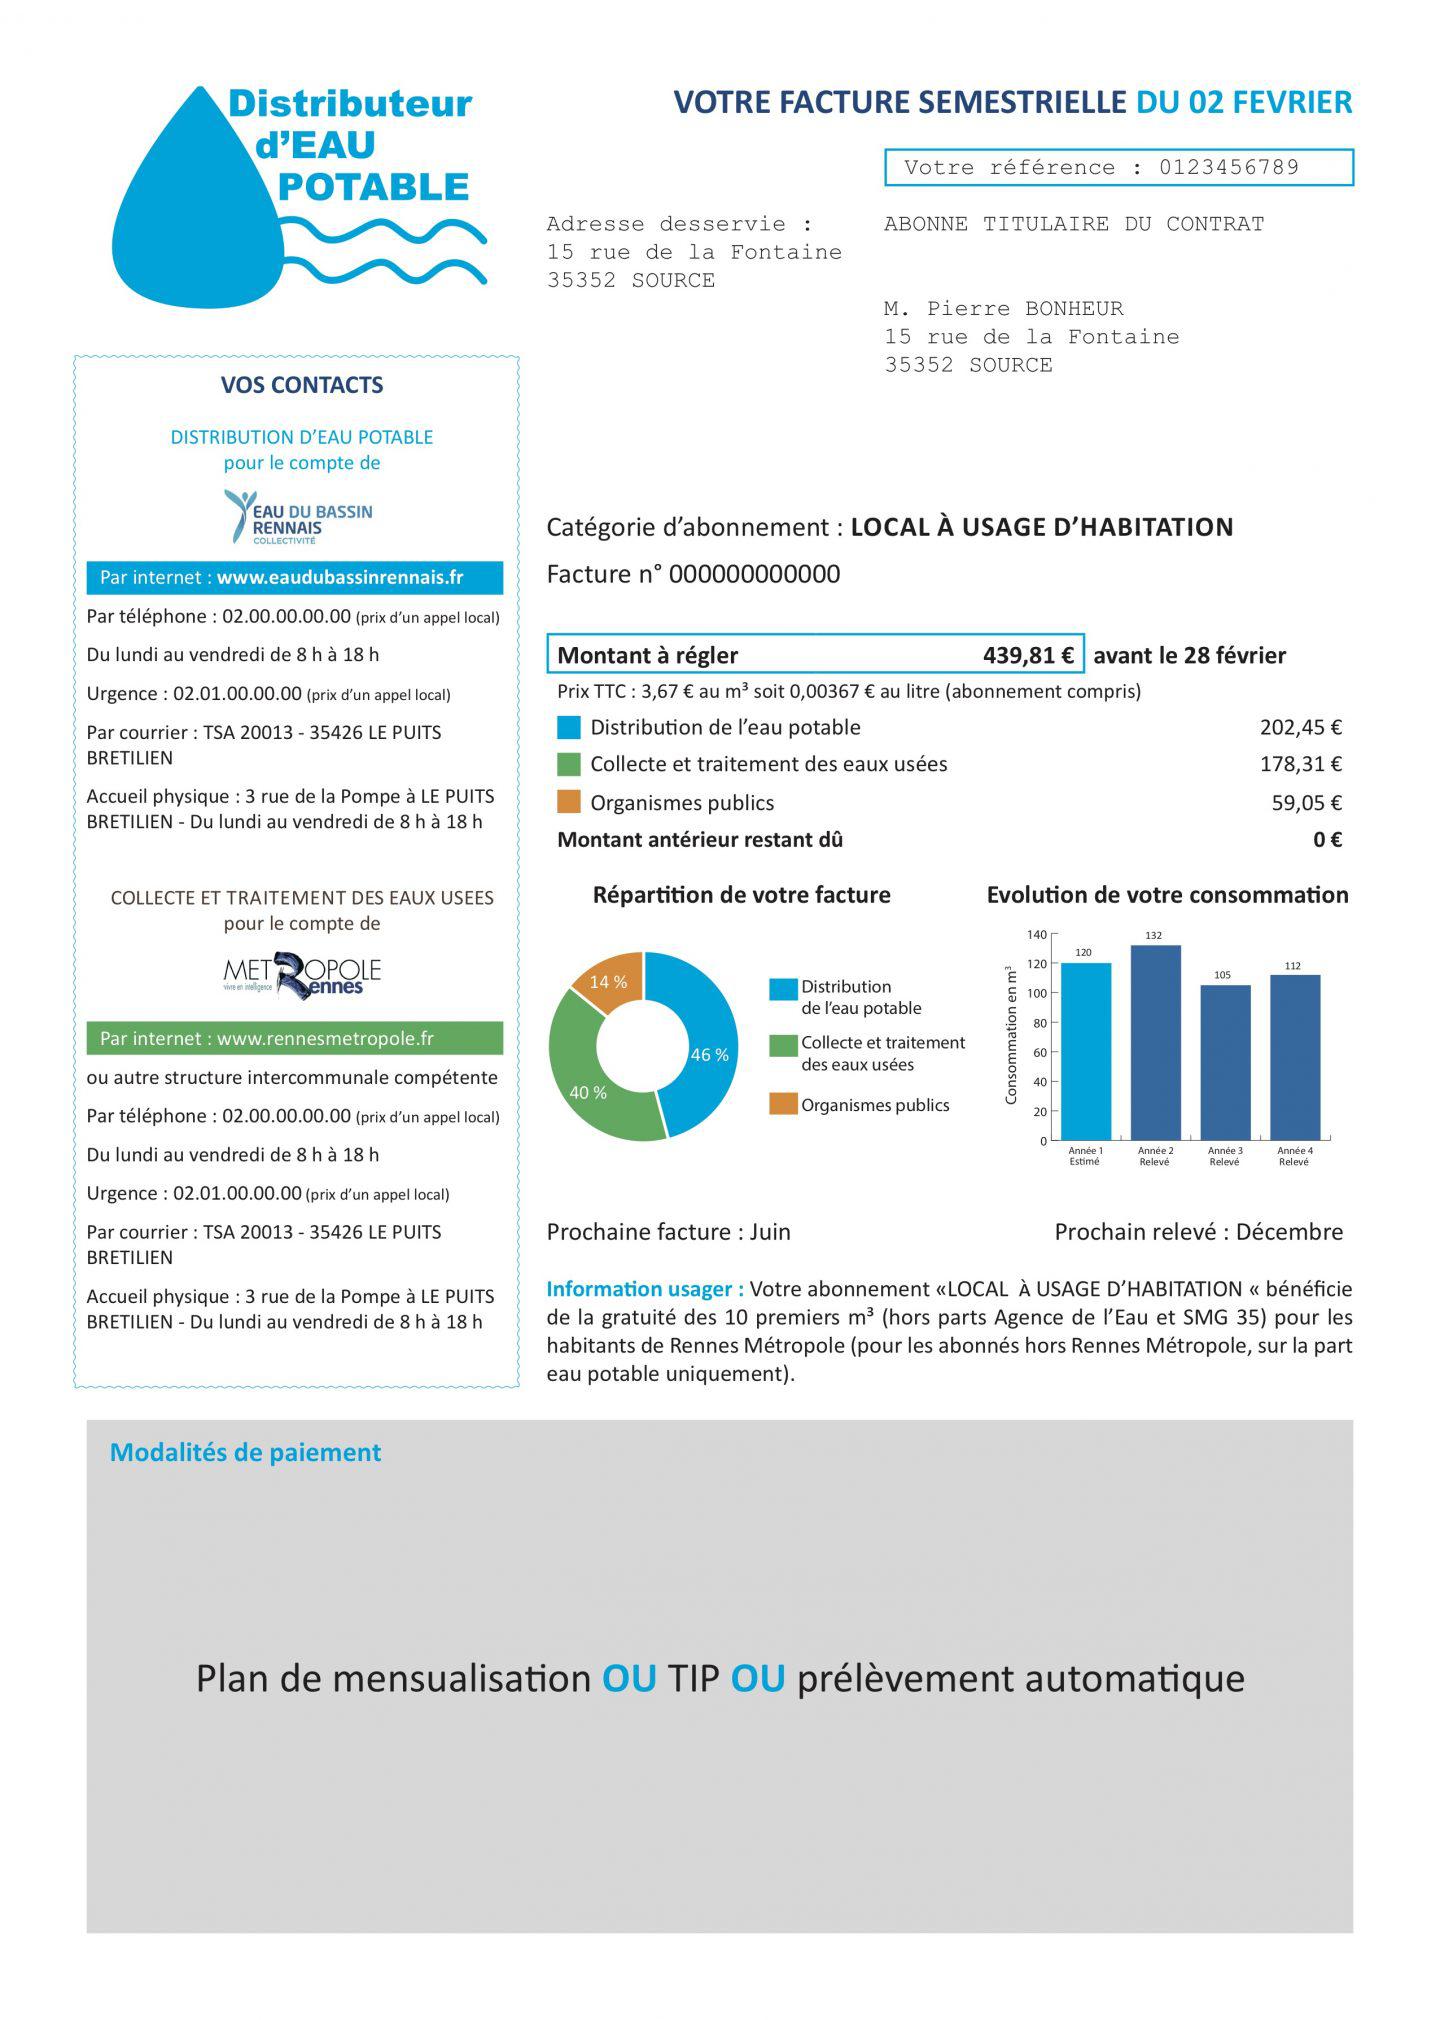 Distributeur
d'EAU
POTABLE
VOTRE FACTURE SEMESTRIELLE DU 02 FEVRIER
Votre référence : 0123456789
Adresse desservie :
15 rue de la Fontaine
35352 SOURCE
ABONNE TITULAIRE DU CONTRAT
M. Pierre BONHEUR
15 rue de la Fontaine
35352 SOURCE
VOS CONTACTS
DISTRIBUTION D'EAU POTABLE
pour le compte de
EAU DU BASSIN
RENNAIS
COLLECTIVITÉ
Par internet : www.eaudubassinrennais.fr
Par téléphone : 02.00.00.00.00 (prix d'un appel local)
Du lundi au vendredi de 8 h à 18 h
Urgence : 02.01.00.00.00 (prix d'un appel local)
Par courrier : TSA 20013 - 35426 LE PUITS
BRETILIEN
Accueil physique : 3 rue de la Pompe à LE PUITS
BRETILIEN - Du lundi au vendredi de 8 h à 18 h
COLLECTE ET TRAITEMENT DES EAUX USEES
pour le compte de
METROPOLE
vivre en intelligence Rennes
Par internet : www.rennesmetropole.fr
ou autre structure intercommunale compétente
Par téléphone : 02.00.00.00.00 (prix d'un appel local)
Du lundi au vendredi de 8 h à 18 h
Urgence : 02.01.00.00.00 (prix d'un appel local)
Par courrier : TSA 20013 - 35426 LE PUITS
BRETILIEN
Accueil physique : 3 rue de la Pompe à LE PUITS
BRETILIEN - Du lundi au vendredi de 8 h à 18 h
Catégorie d'abonnement : LOCAL À USAGE D'HABITATION
Facture n° 000000000000
Montant à régler 439,81 € avant le 28 février
Prix TTC : 3,67 € au m³ soit 0,00367 € au litre (abonnement compris)
Distribution de l'eau potable 202,45 €
Collecte et traitement des eaux usées 178,31 €
Organismes publics 59,05 €
Montant antérieur restant dû 0 €
Répartition de votre facture
14 %
46 %
40 %
Distribution
de l'eau potable
Collecte et traitement
des eaux usées
Organismes publics
Evolution de votre consommation
Consommation en m³
140
120
100
80
60
40
20
0
120
132
105
112
Année 1
Estimé
Année 2
Relevé
Année 3
Relevé
Année 4
Relevé
Prochaine facture : Juin
Prochain relevé : Décembre
Information usager : Votre abonnement «LOCAL À USAGE D'HABITATION « bénéficie
de la gratuité des 10 premiers m³ (hors parts Agence de l'Eau et SMG 35) pour les
habitants de Rennes Métropole (pour les abonnés hors Rennes Métropole, sur la part
eau potable uniquement).
Modalités de paiement
Plan de mensualisation OU TIP OU prélèvement automatique